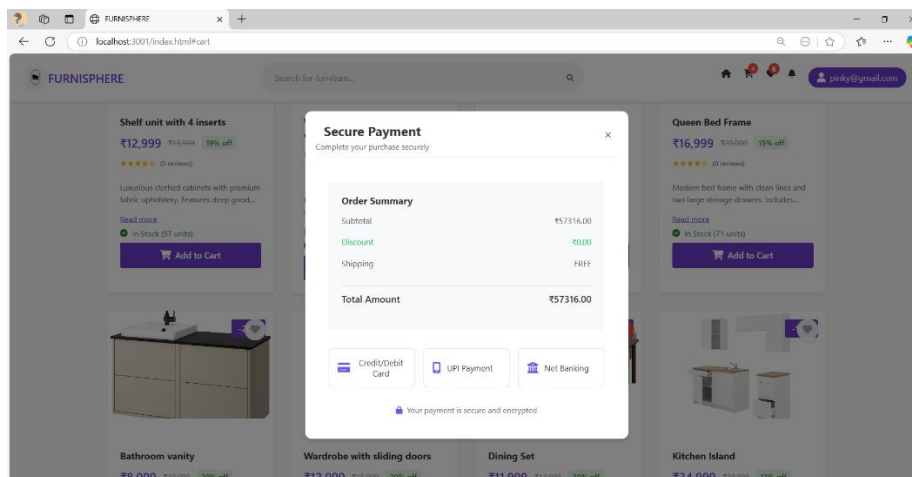 FURNISPHERE
localhost:3001/index.html#cart
FURNISPHERE
Search for furniture...
pinky@gmail.com
Shelf unit with 4 inserts
₹12,999 ₹15,999 19% off
(0 reviews)
Luxurious clothed cabinets with premium
fabric upholstery. Features deep good...
Read more
In Stock (97 units)
Add to Cart
Secure Payment
Complete your purchase securely
Order Summary
Subtotal ₹57316.00
Discount -₹0.00
Shipping FREE
Total Amount ₹57316.00
Credit/Debit
Card
UPI Payment
Net Banking
Your payment is secure and encrypted
Queen Bed Frame
₹16,999 15% off
(0 reviews)
Modern bed frame with clean lines and
two large storage drawers. Includes...
Read more
In Stock (71 units)
Add to Cart
Bathroom vanity
Wardrobe with sliding doors
Dining Set
Kitchen Island